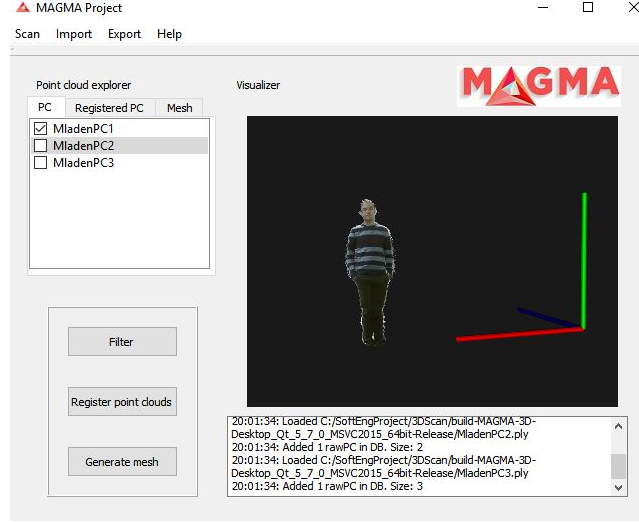 MAGMA Project
Scan Import Export Help
Point cloud explorer
Visualizer
MAGMA
PC Registered PC Mesh
MladenPC1
MladenPC2
MladenPC3
Filter
Register point clouds
Generate mesh
20:01:34: Loaded C:/SoftEngProject/3DScan/build-MAGMA-3D-
Desktop_Qt_5_7_0_MSVC2015_64bit-Release/MladenPC2.ply
20:01:34: Added 1 rawPC in DB. Size: 2
20:01:34: Loaded C:/SoftEngProject/3DScan/build-MAGMA-3D-
Desktop_Qt_5_7_0_MSVC2015_64bit-Release/MladenPC3.ply
20:01:34: Added 1 rawPC in DB. Size: 3